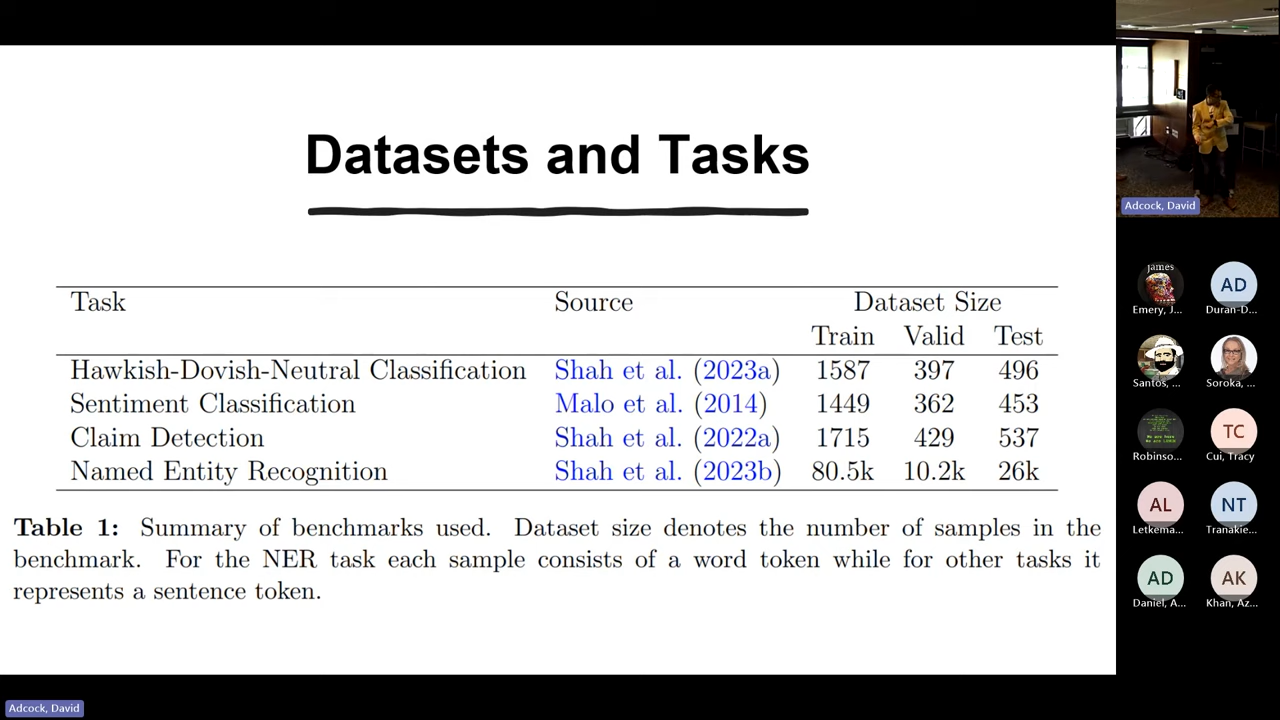 Datasets and Tasks
Task Source Dataset Size
Train Valid Test
Hawkish-Dovish-Neutral Classification Shah et al. (2023a) 1587 397 496
Sentiment Classification Malo et al. (2014) 1449 362 453
Claim Detection Shah et al. (2022a) 1715 429 537
Named Entity Recognition Shah et al. (2023b) 80.5k 10.2k 26k
Table 1: Summary of benchmarks used. Dataset size denotes the number of samples in the
benchmark. For the NER task each sample consists of a word token while for other tasks it
represents a sentence token.
Adcock, David
Adcock, David
James
AD
Emery, J... Duran-D...
Santos, ... Soroka, ...
TC
Robinso... Cui, Tracy
AL NT
Letkema... Tranakie...
AD AK
Daniel, A... Khan, Az...